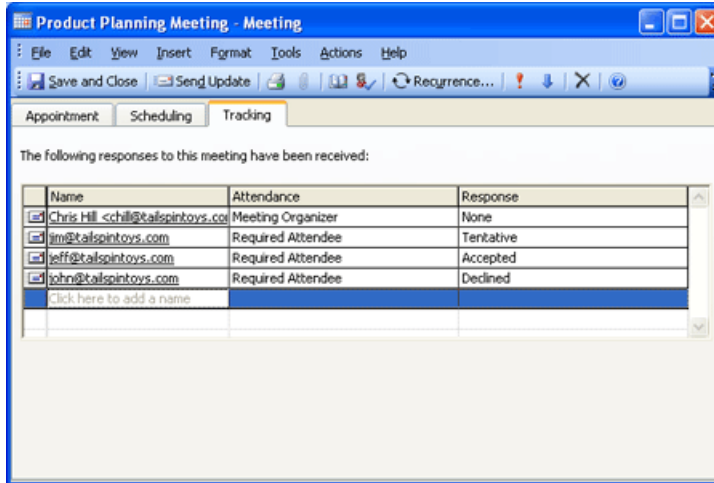 Product Planning Meeting - Meeting
File Edit View Insert Format Tools Actions Help
Save and Close Send Update Recurrence...
Appointment Scheduling Tracking
The following responses to this meeting have been received:
Name Attendance Response
Chris Hill <chill@tailspintoys.co Meeting Organizer None
jim@tailspintoys.com Required Attendee Tentative
jeff@tailspintoys.com Required Attendee Accepted
john@tailspintoys.com Required Attendee Declined
Click here to add a name